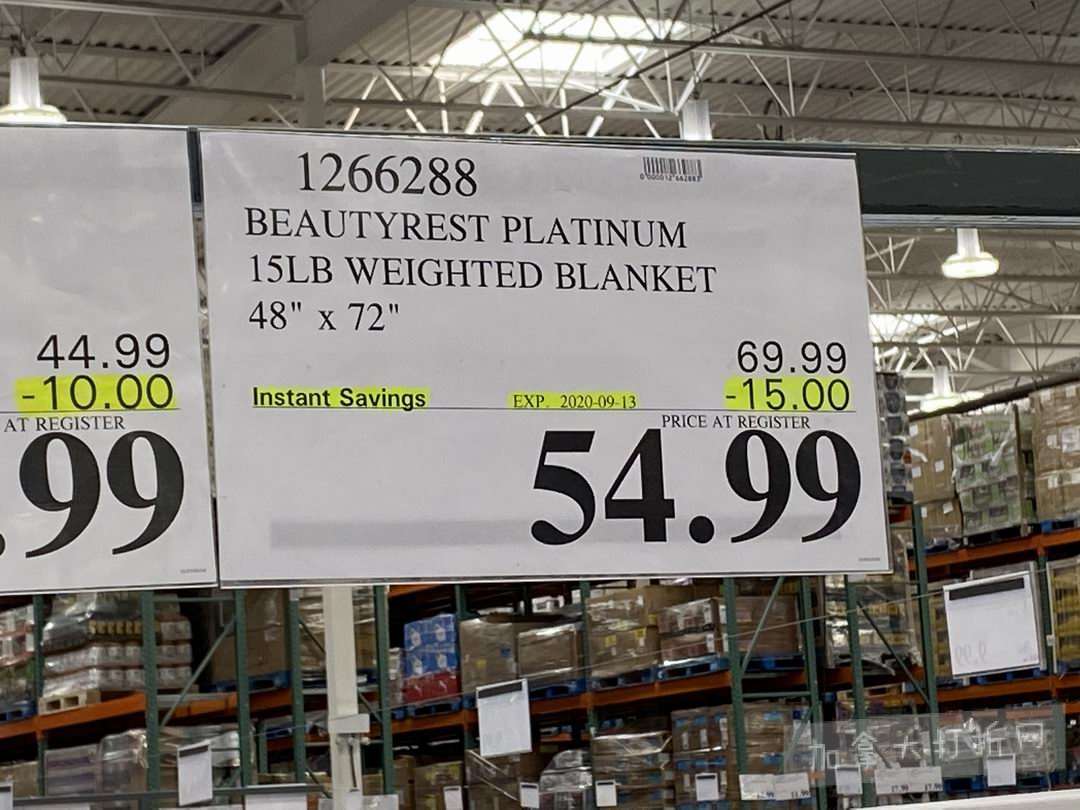 44.99
-10.00
AT REGISTER
.99
1266288
BEAUTYREST PLATINUM
15LB WEIGHTED BLANKET
48" x 72"
69.99
Instant Savings EXP. 2020-09-13 -15.00
PRICE AT REGISTER
54.99
加拿大打折网